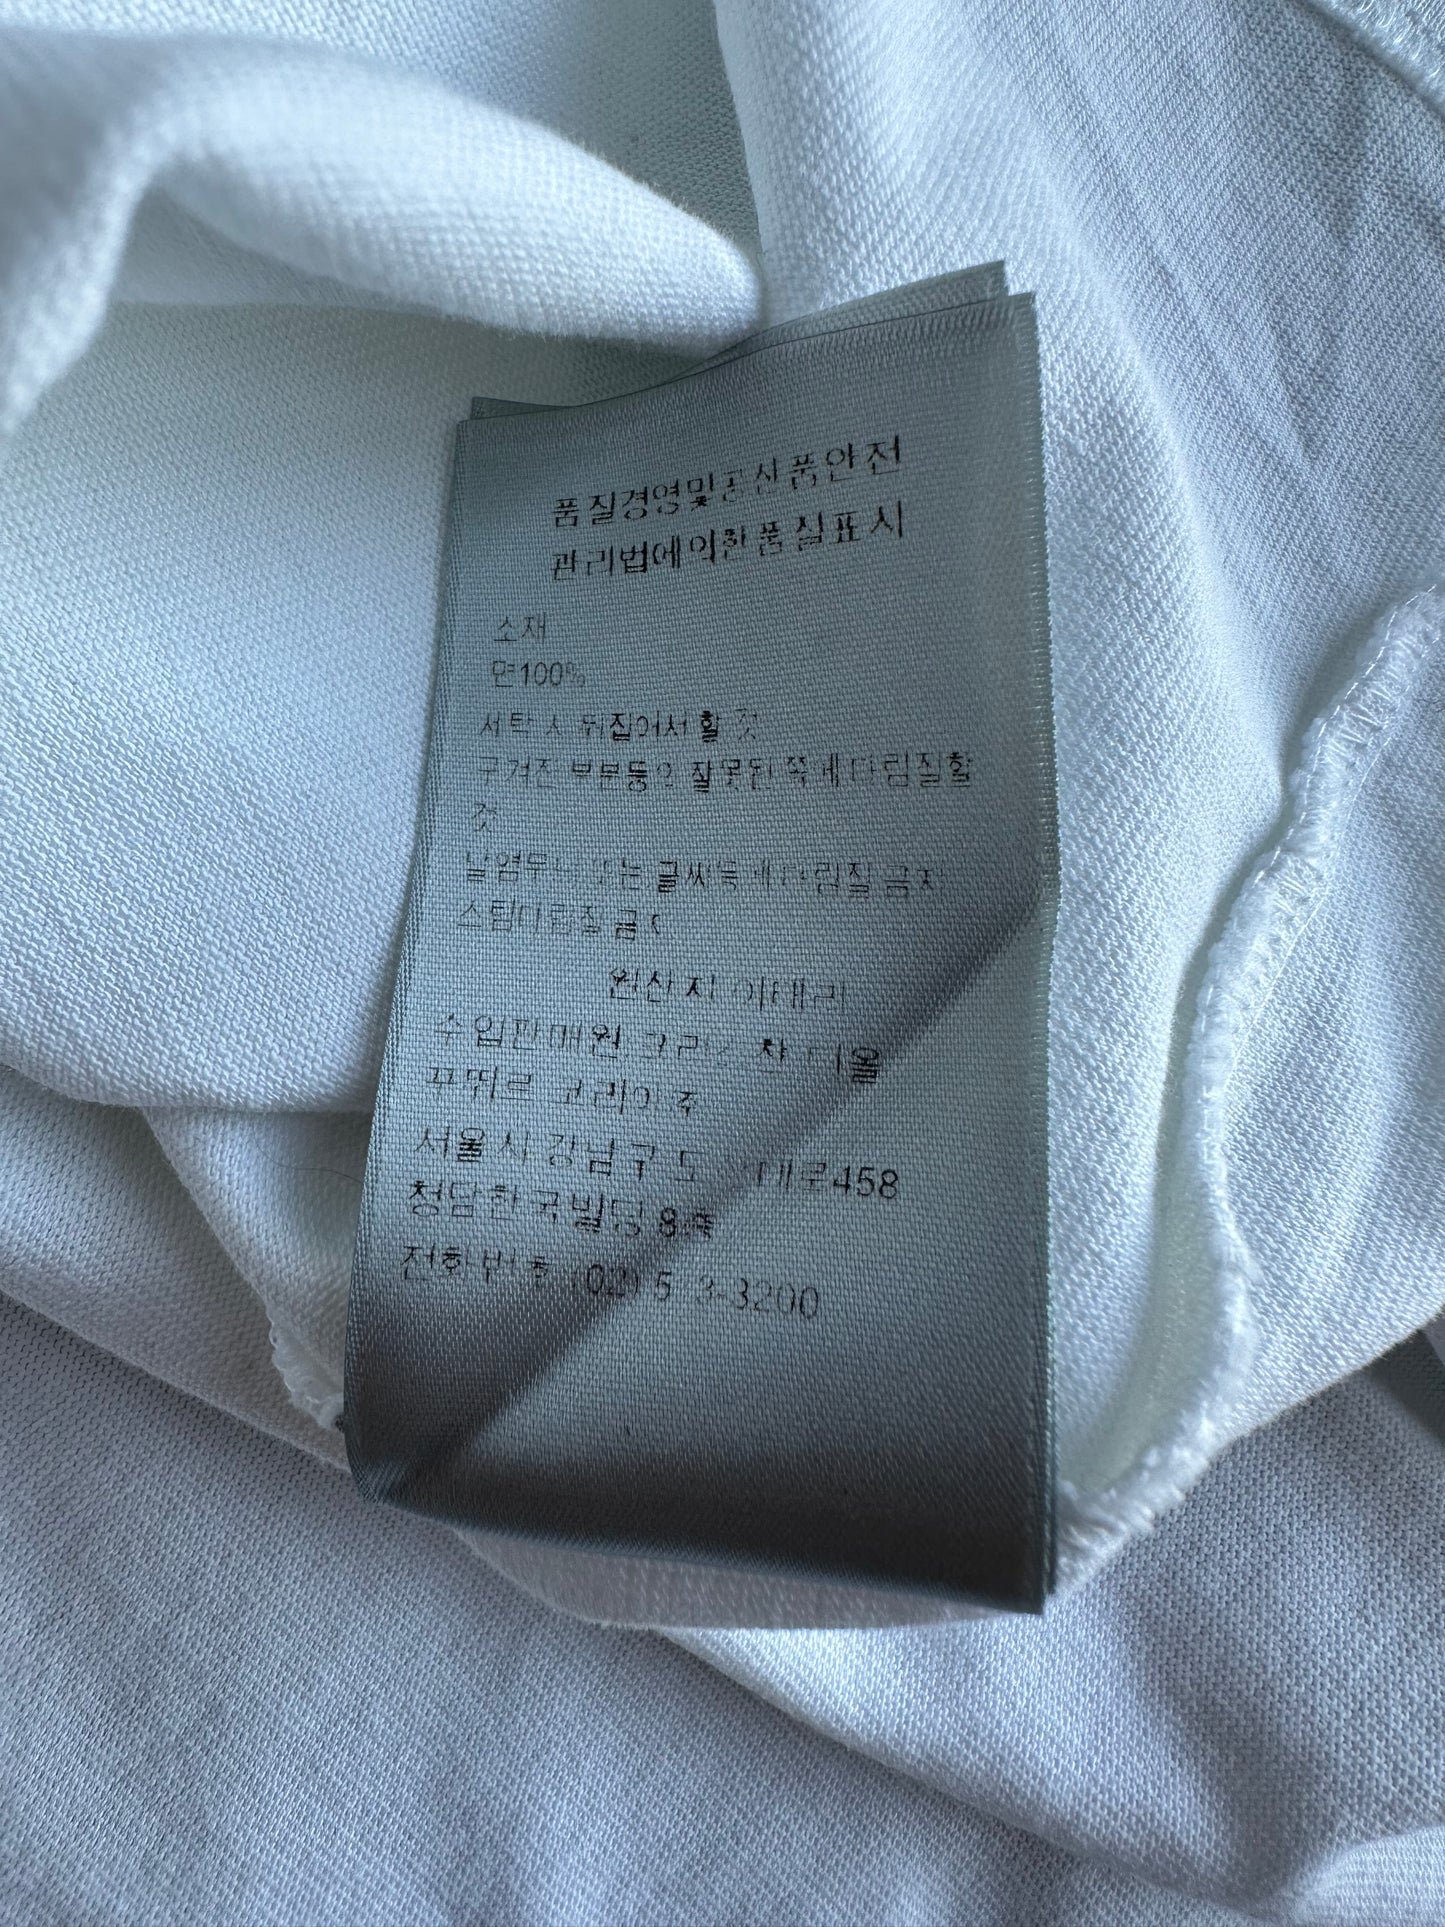 품질경영및공산품안전
관리법에의한품질표시
소재
면100%
세탁 시 뒤집어서 할 것
구겨진 부분등의 잘못된 쪽에 다림질할
것
날염무늬 또는 글씨등에 다림질 금지
스팀다림질 금지
원산지 이태리
수입판매원 크리스챤 디올
꾸뛰르 코리아 주
서울시 강남구 도산대로458
청담한국빌딩 8층
전화번호 (02)5 3-3200